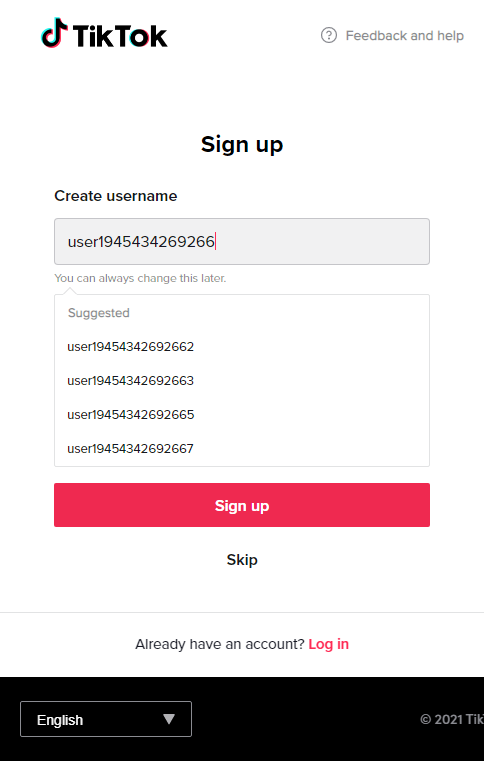 TikTok
Feedback and help
Sign up
Create username
user1945434269266
You can always change this later.
Suggested
user19454342692662
user19454342692663
user19454342692665
user19454342692667
Sign up
Skip
Already have an account? Log in
English
© 2021 Tik